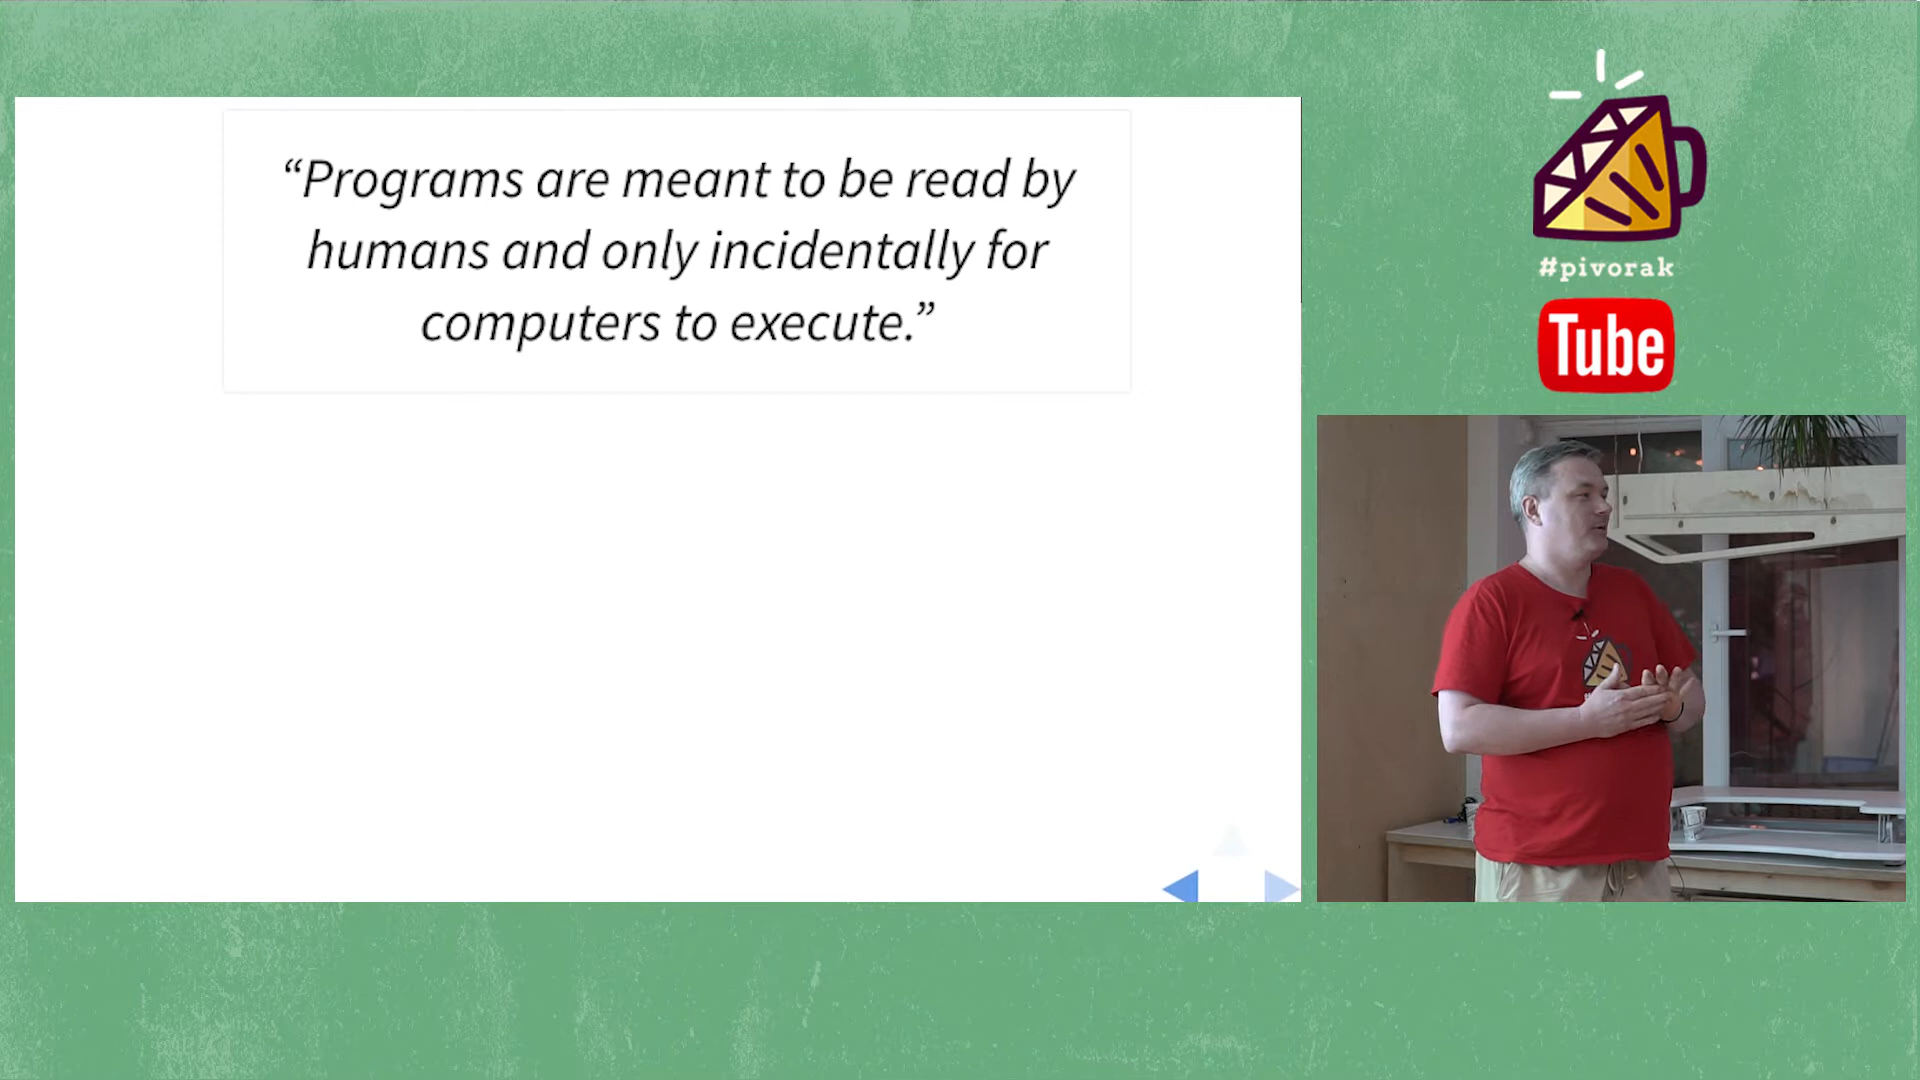 “Programs are meant to be read by
humans and only incidentally for
computers to execute.”
#pivorak
Tube